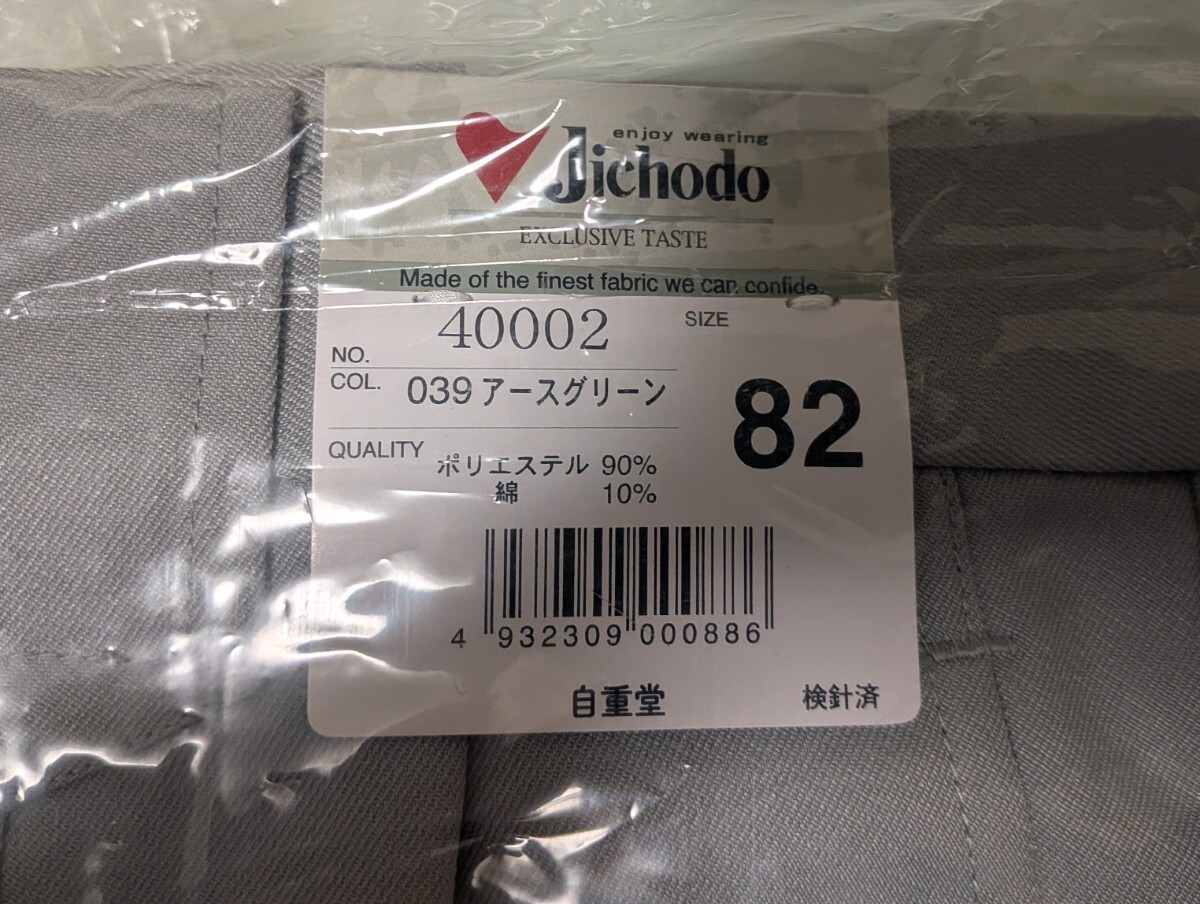 enjoy wearing
Jichodo
EXCLUSIVE TASTE
Made of the finest fabric we can confide.
NO. 40002
SIZE 82
COL. 039 アースグリーン
QUALITY ポリエステル 90%
綿 10%
4 932309 000886
自重堂 検針済